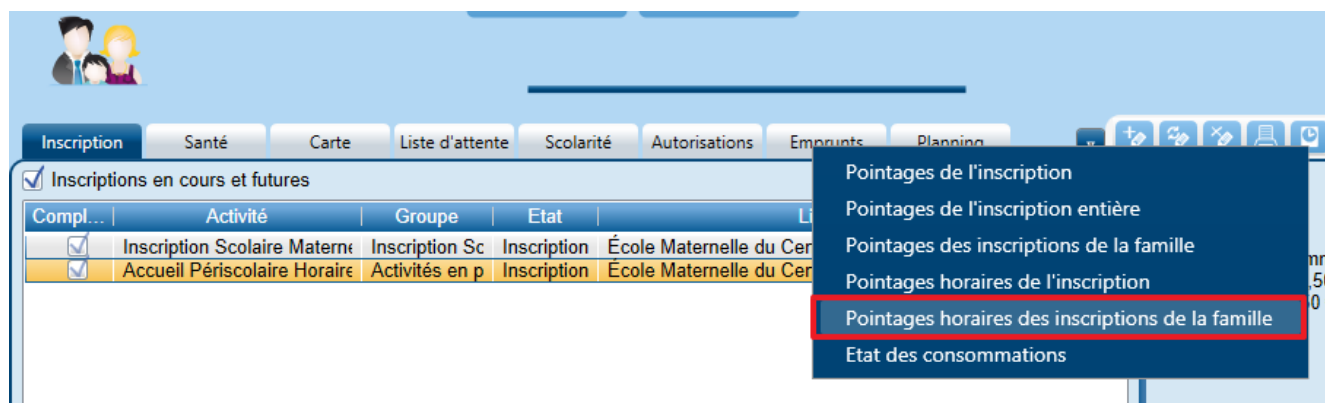 Inscription Santé Carte Liste d'attente Scolarité Autorisations Emprunts Planning
Inscriptions en cours et futures
Compl... Activité Groupe Etat Li
Inscription Scolaire Materne Inscription Sc Inscription École Maternelle du Cer
Accueil Périscolaire Horaire Activités en p Inscription École Maternelle du Cer
Pointages de l'inscription
Pointages de l'inscription entière
Pointages des inscriptions de la famille
Pointages horaires de l'inscription
Pointages horaires des inscriptions de la famille
Etat des consommations